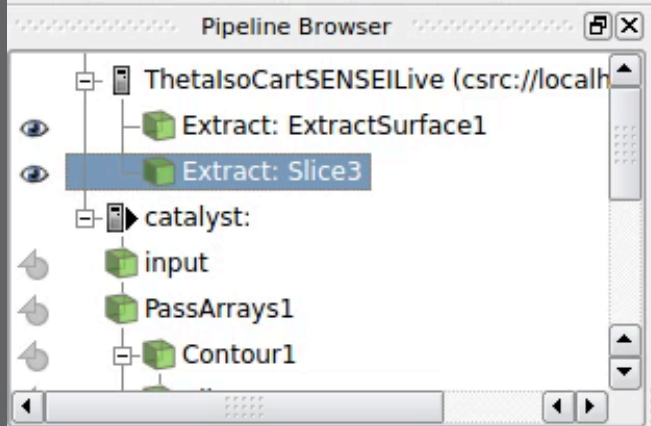 Pipeline Browser
ThetaIsoCartSENSEILive (csrc://localh
Extract: ExtractSurface1
Extract: Slice3
catalyst:
input
PassArrays1
Contour1